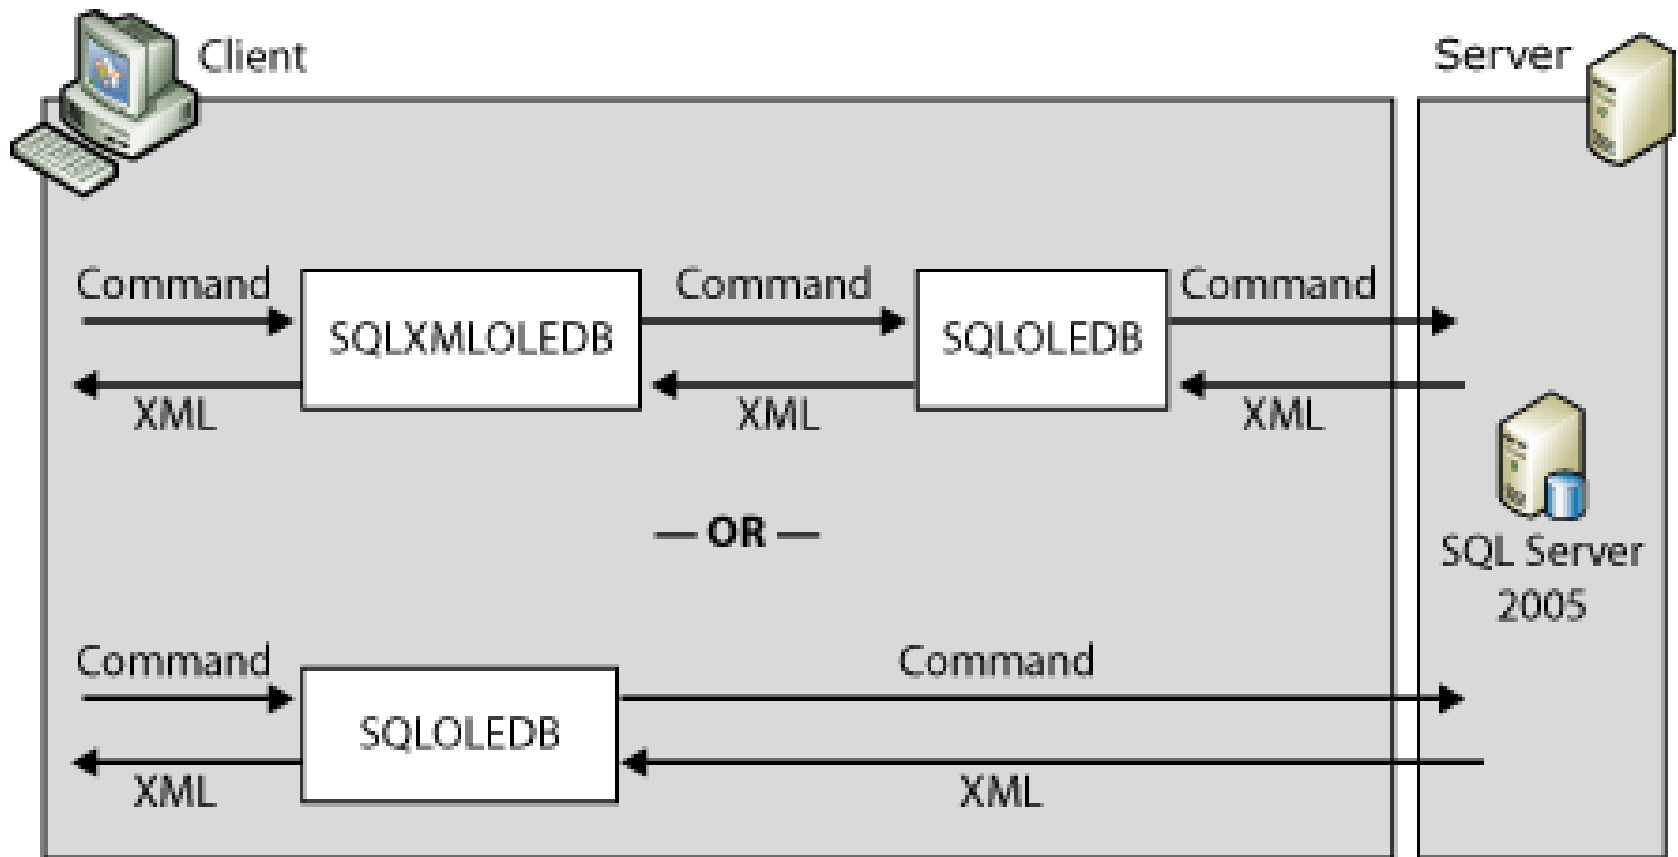 Client
Server
Command
Command
Command
SQLXMLOLEDB
SQLOLEDB
XML
XML
XML
— OR —
SQL Server
2005
Command
Command
SQLOLEDB
XML
XML